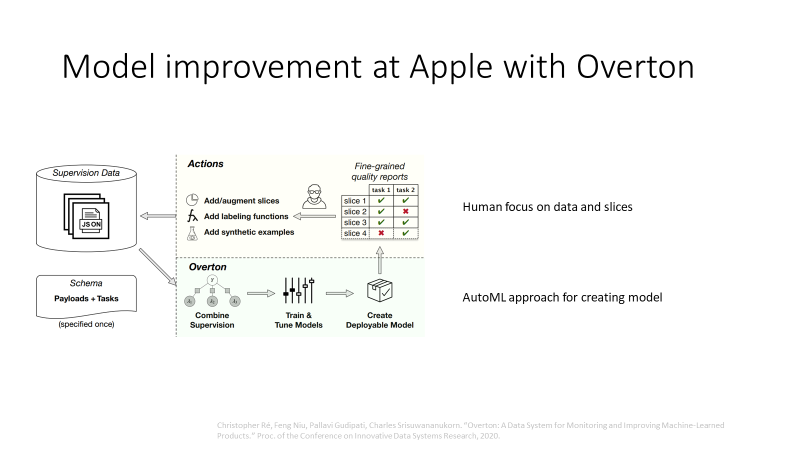 Model improvement at Apple with Overton
Supervision Data
JSON
Schema
Payloads + Tasks
(specified once)
Actions
Add/augment slices
fx Add labeling functions
Add synthetic examples
Fine-grained
quality reports
task 1 task 2
slice 1 ✔ ✔
slice 2 ✔ ✖
slice 3 ✔ ✔
slice 4 ✖ ✔
Overton
Y
λ₁ λ₂ λ₃
Combine
Supervision
Train &
Tune Models
Create
Deployable Model
Human focus on data and slices
AutoML approach for creating model
Christopher Ré, Feng Niu, Pallavi Gudipati, Charles Srisuwananukorn. "Overton: A Data System for Monitoring and Improving Machine-Learned
Products." Proc. of the Conference on Innovative Data Systems Research, 2020.